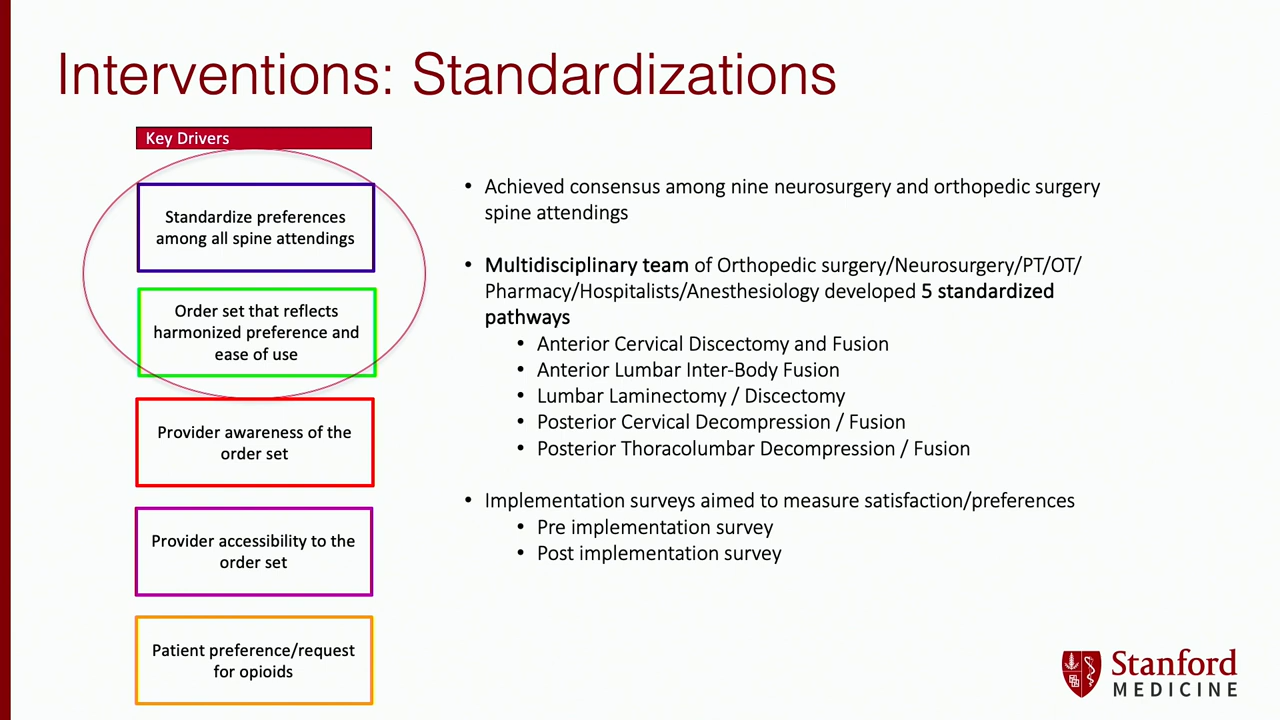 Interventions: Standardizations
Key Drivers
Standardize preferences
among all spine attendings
Order set that reflects
harmonized preference and
ease of use
Provider awareness of the
order set
Provider accessibility to the
order set
Patient preference/request
for opioids
• Achieved consensus among nine neurosurgery and orthopedic surgery
spine attendings
• Multidisciplinary team of Orthopedic surgery/Neurosurgery/PT/OT/
Pharmacy/Hospitalists/Anesthesiology developed 5 standardized
pathways
• Anterior Cervical Discectomy and Fusion
• Anterior Lumbar Inter-Body Fusion
• Lumbar Laminectomy / Discectomy
• Posterior Cervical Decompression / Fusion
• Posterior Thoracolumbar Decompression / Fusion
• Implementation surveys aimed to measure satisfaction/preferences
• Pre implementation survey
• Post implementation survey
Stanford
MEDICINE